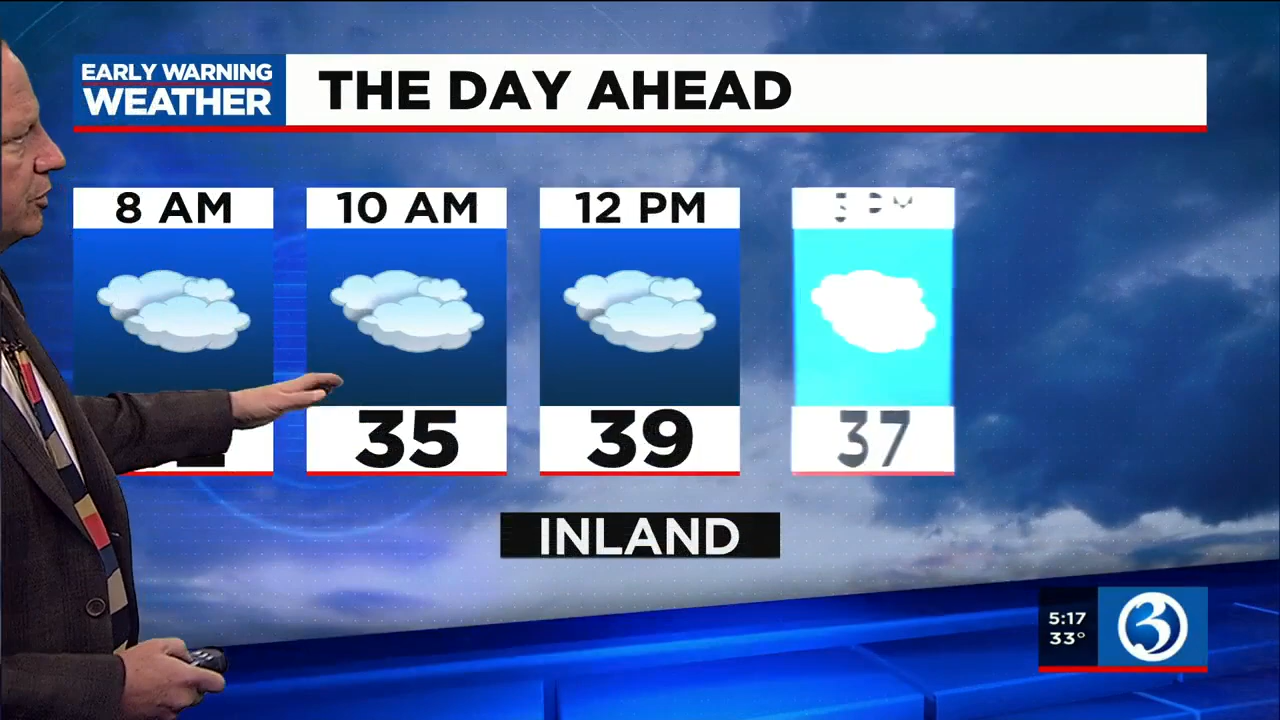 EARLY WARNING
WEATHER
THE DAY AHEAD
8 AM
10 AM
12 PM
PM
35
39
37
INLAND
5:17
33°
3